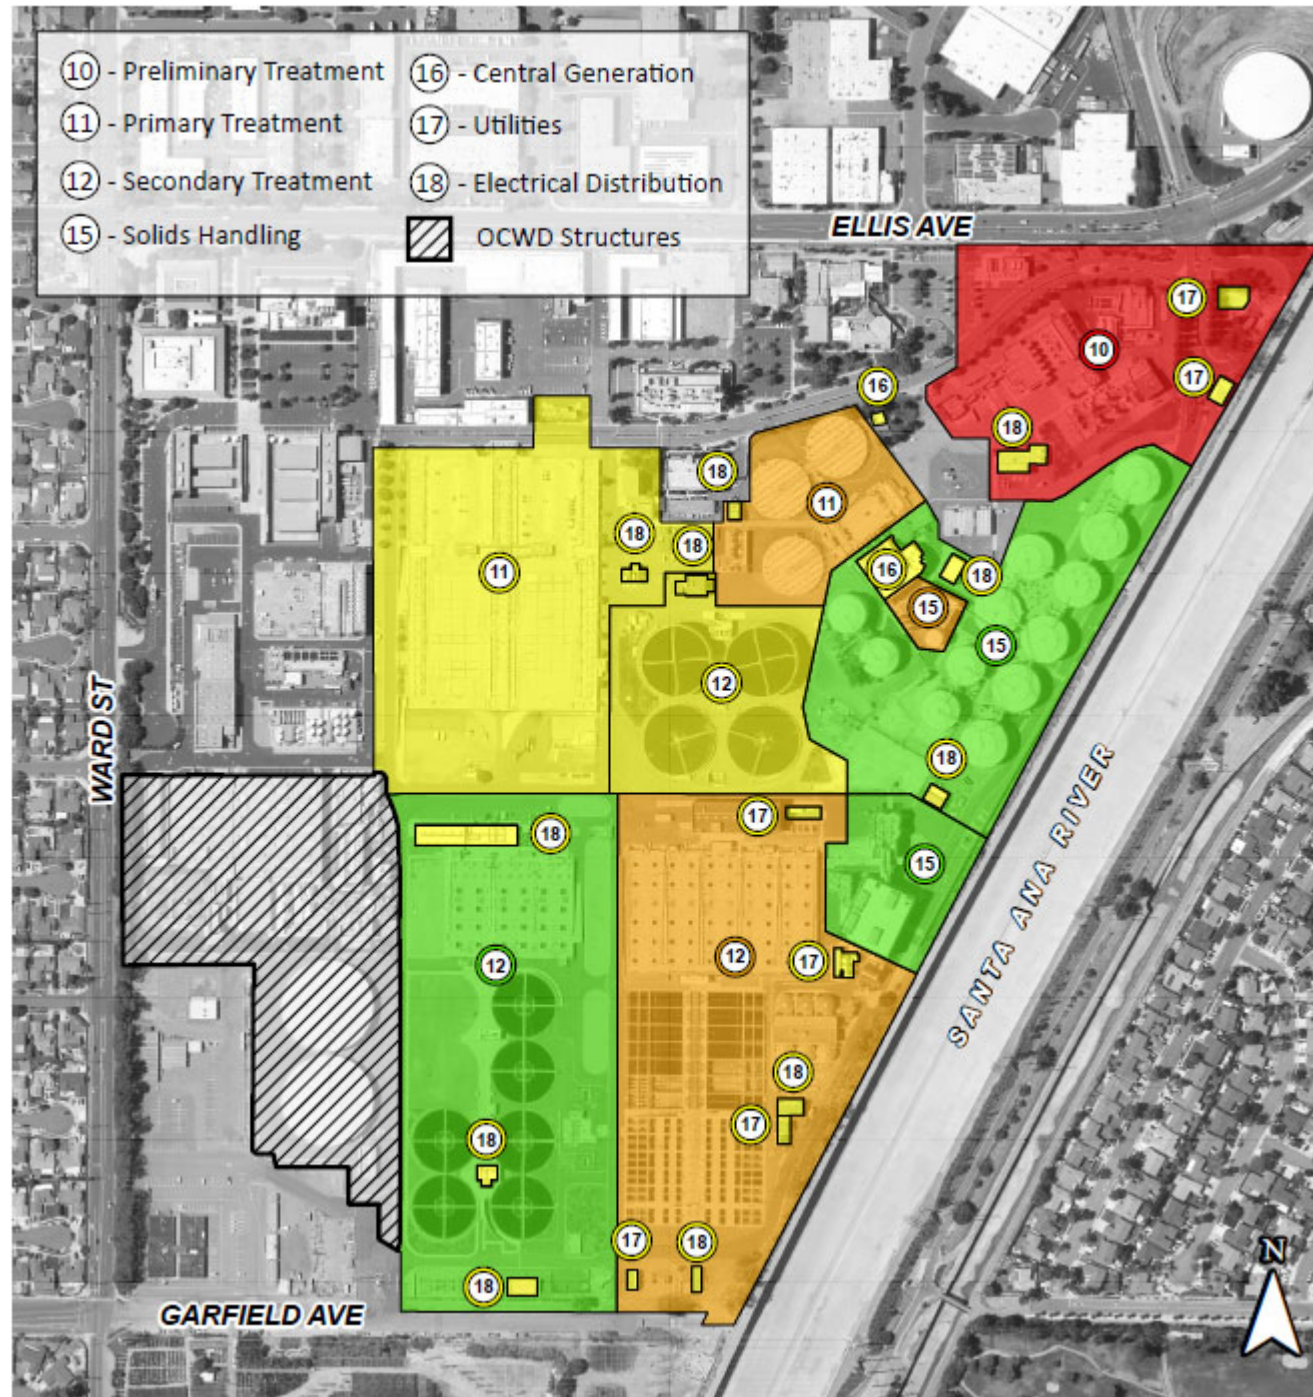 10 - Preliminary Treatment
11 - Primary Treatment
12 - Secondary Treatment
15 - Solids Handling
16 - Central Generation
17 - Utilities
18 - Electrical Distribution
OCWD Structures
ELLIS AVE
17
10
17
16
18
18
11
18
18
11
16
18
15
15
12
18
WARD ST
17
18
15
12
12
17
SANTA ANA RIVER
18
17
18
17
18
18
N
GARFIELD AVE